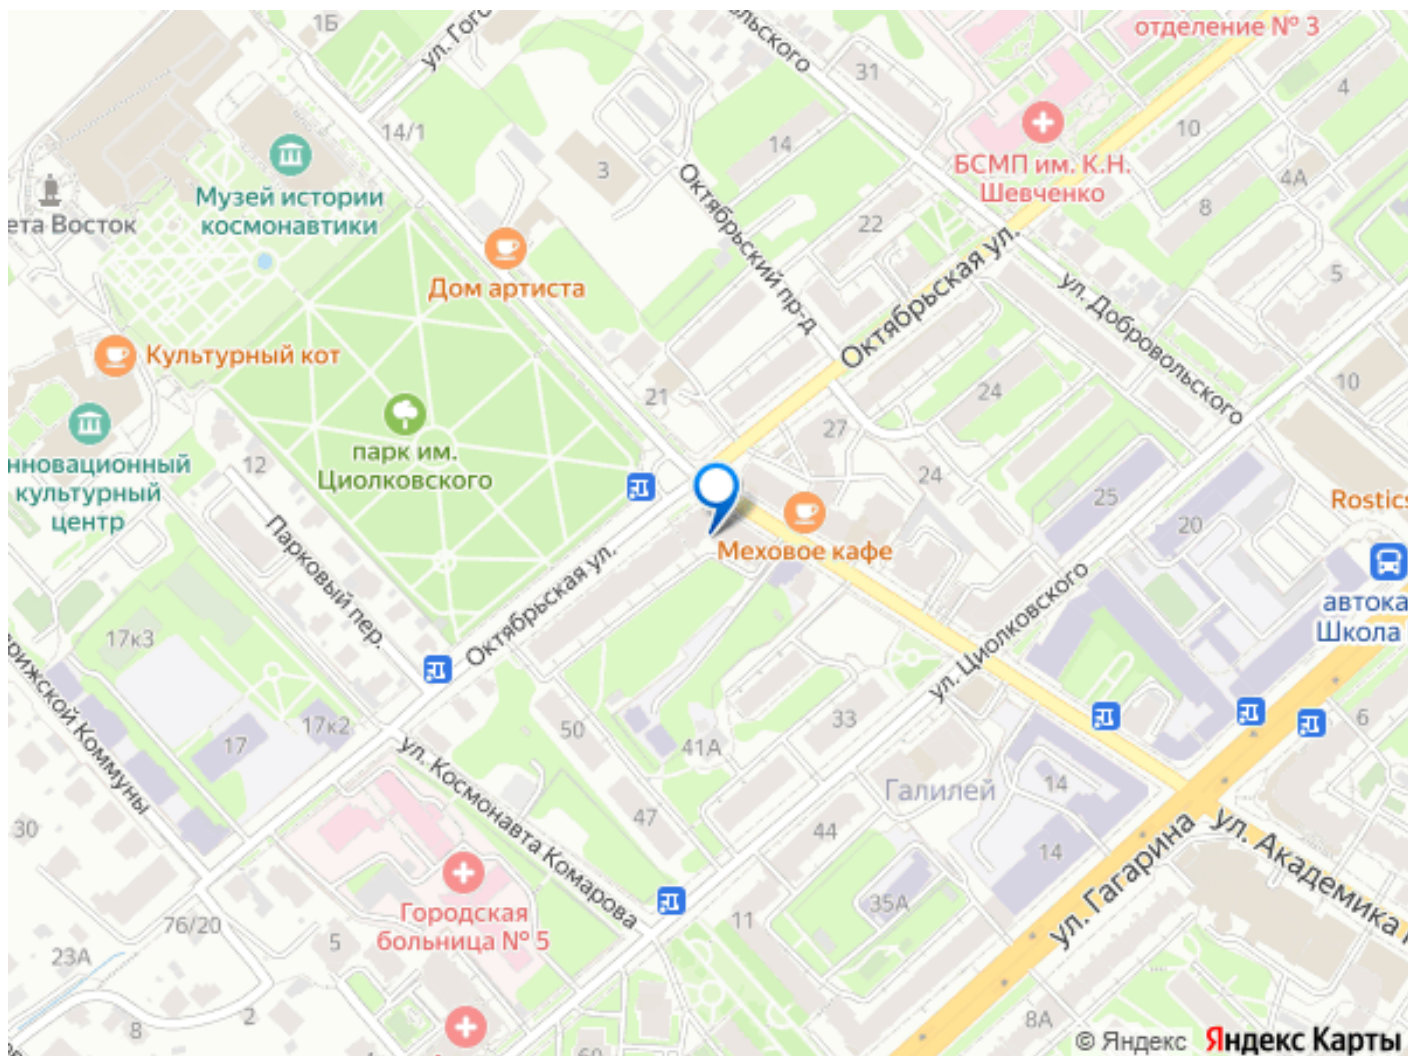 1Б
ул. Гого
льского
отделение № 3
31
4
14/1
14
10
3
БСМП им. К.Н.
Шевченко
4А
Музей истории
космонавтики
ета Восток
Октябрьский пр-д
22
8
Октябрьская ул.
Дом артиста
5
ул. Добровольского
Культурный кот
21
24
10
27
парк им.
Циолковского
нновационный
культурный
центр
12
24
25
Rostics
20
Меховое кафе
Парковый пер.
Октябрьская ул.
ул. Циолковского
автока
Школа
17к3
рижской Коммуны
17
17к2
50
41А
33
6
ул. Космонавта Комарова
Галилей
14
30
47
44
14
ул. Гагарина
ул. Академика
Городская
больница № 5
76/20
5
11
35А
23А
8
2
8А
60
© Яндекс Яндекс Карты